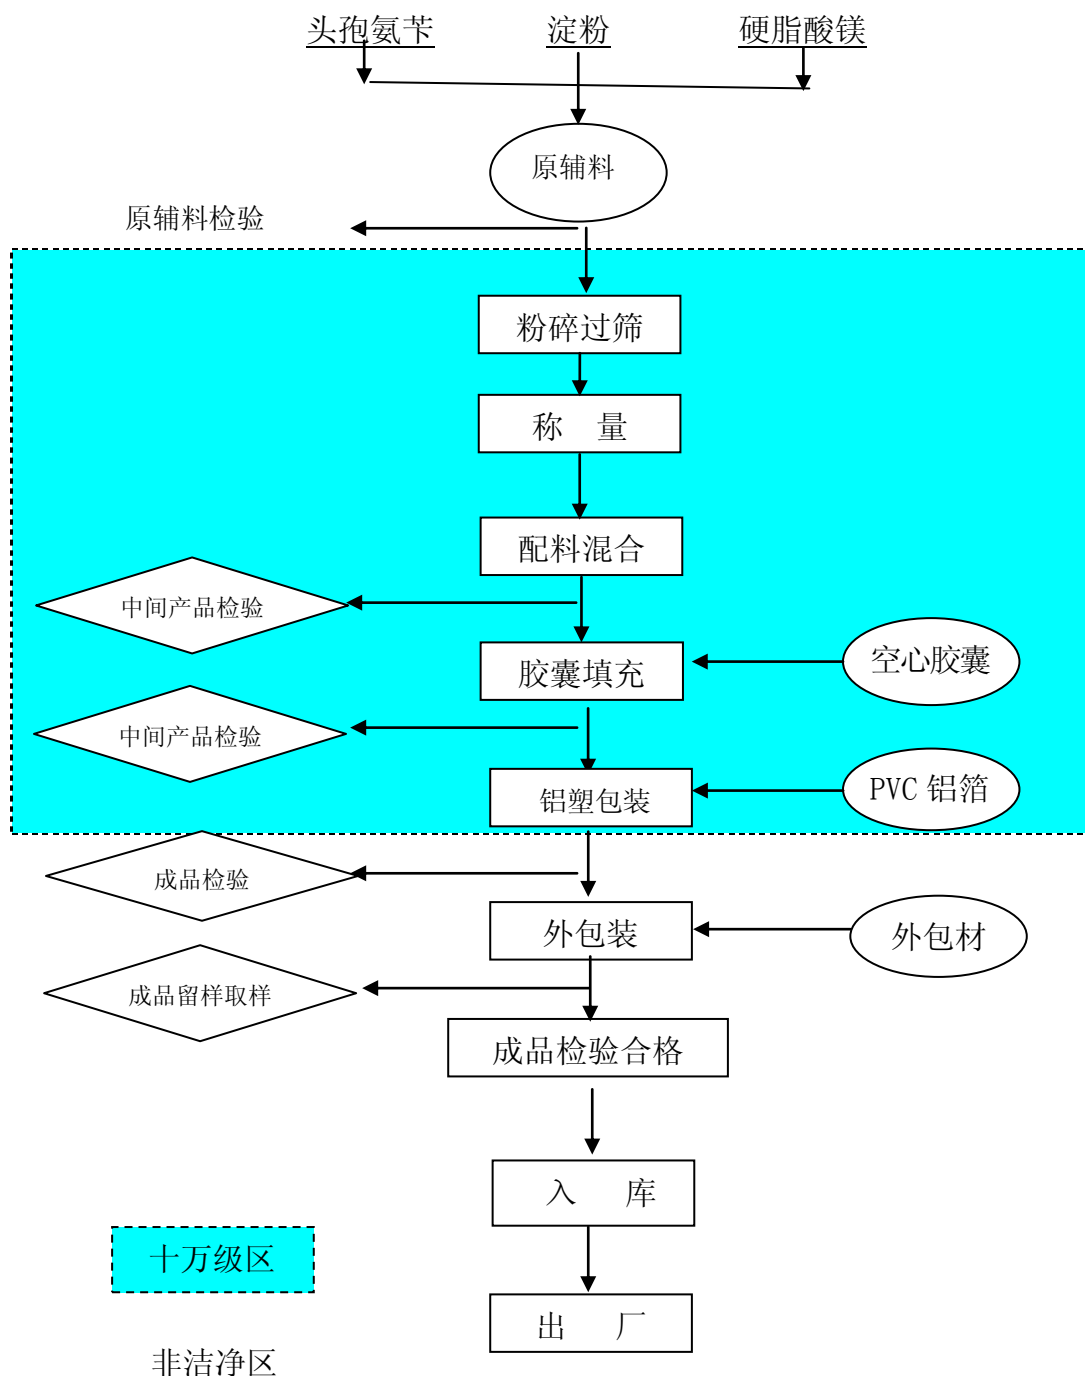 头孢氨苄 淀粉 硬脂酸镁
原辅料
原辅料检验
粉碎过筛
称 量
配料混合
中间产品检验
胶囊填充 空心胶囊
中间产品检验
铝塑包装 PVC 铝箔
成品检验
外包装 外包材
成品留样取样
成品检验合格
入 库
十万级区
出 厂
非洁净区